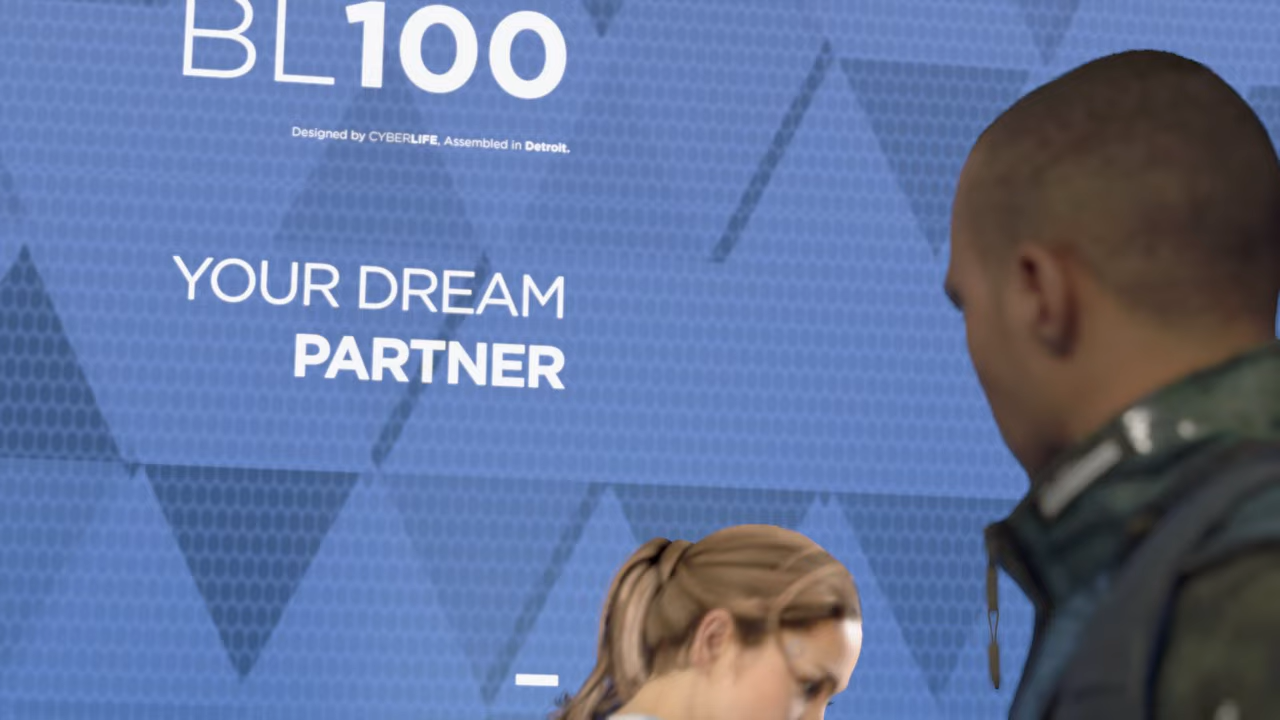 BL100
Designed by CYBERLIFE. Assembled in Detroit.
YOUR DREAM
PARTNER